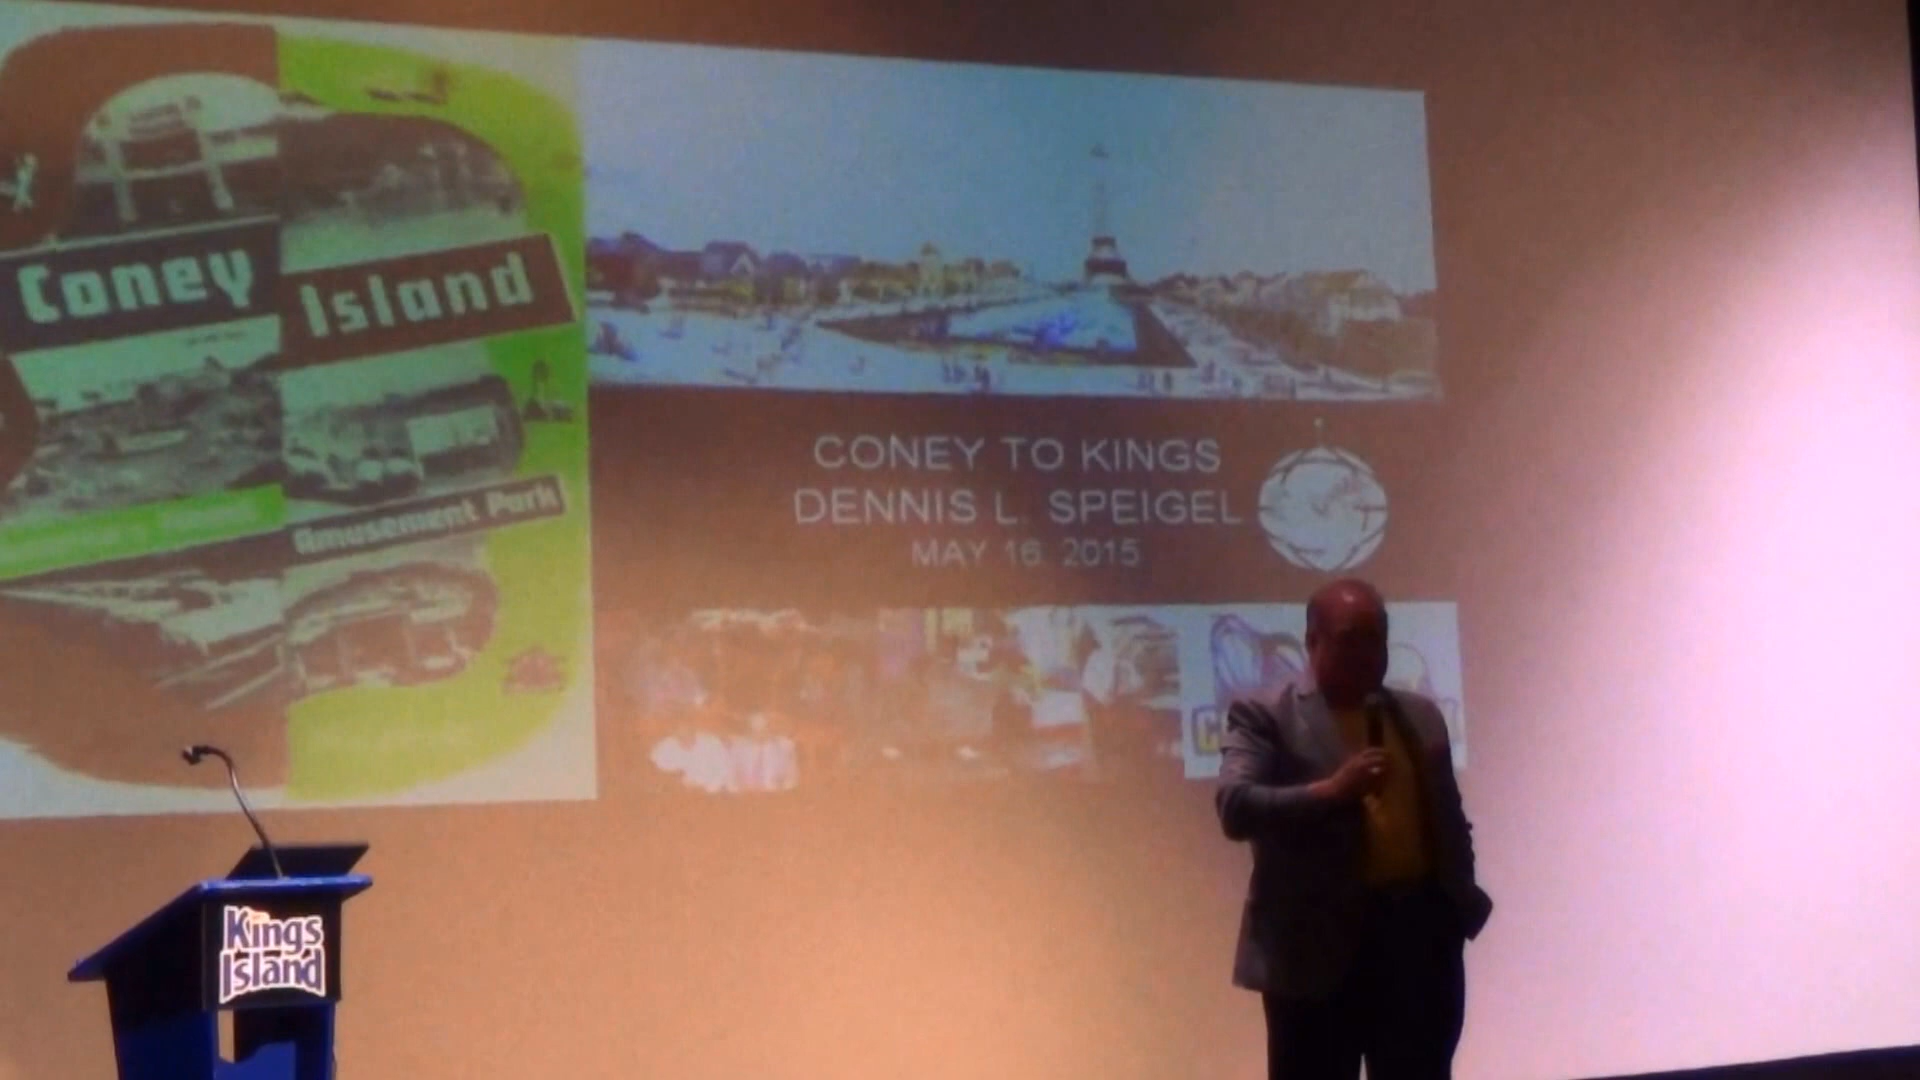 Coney Island
Amusement Park
CONEY TO KINGS
DENNIS L. SPEIGEL
MAY 16, 2015
Kings
Island